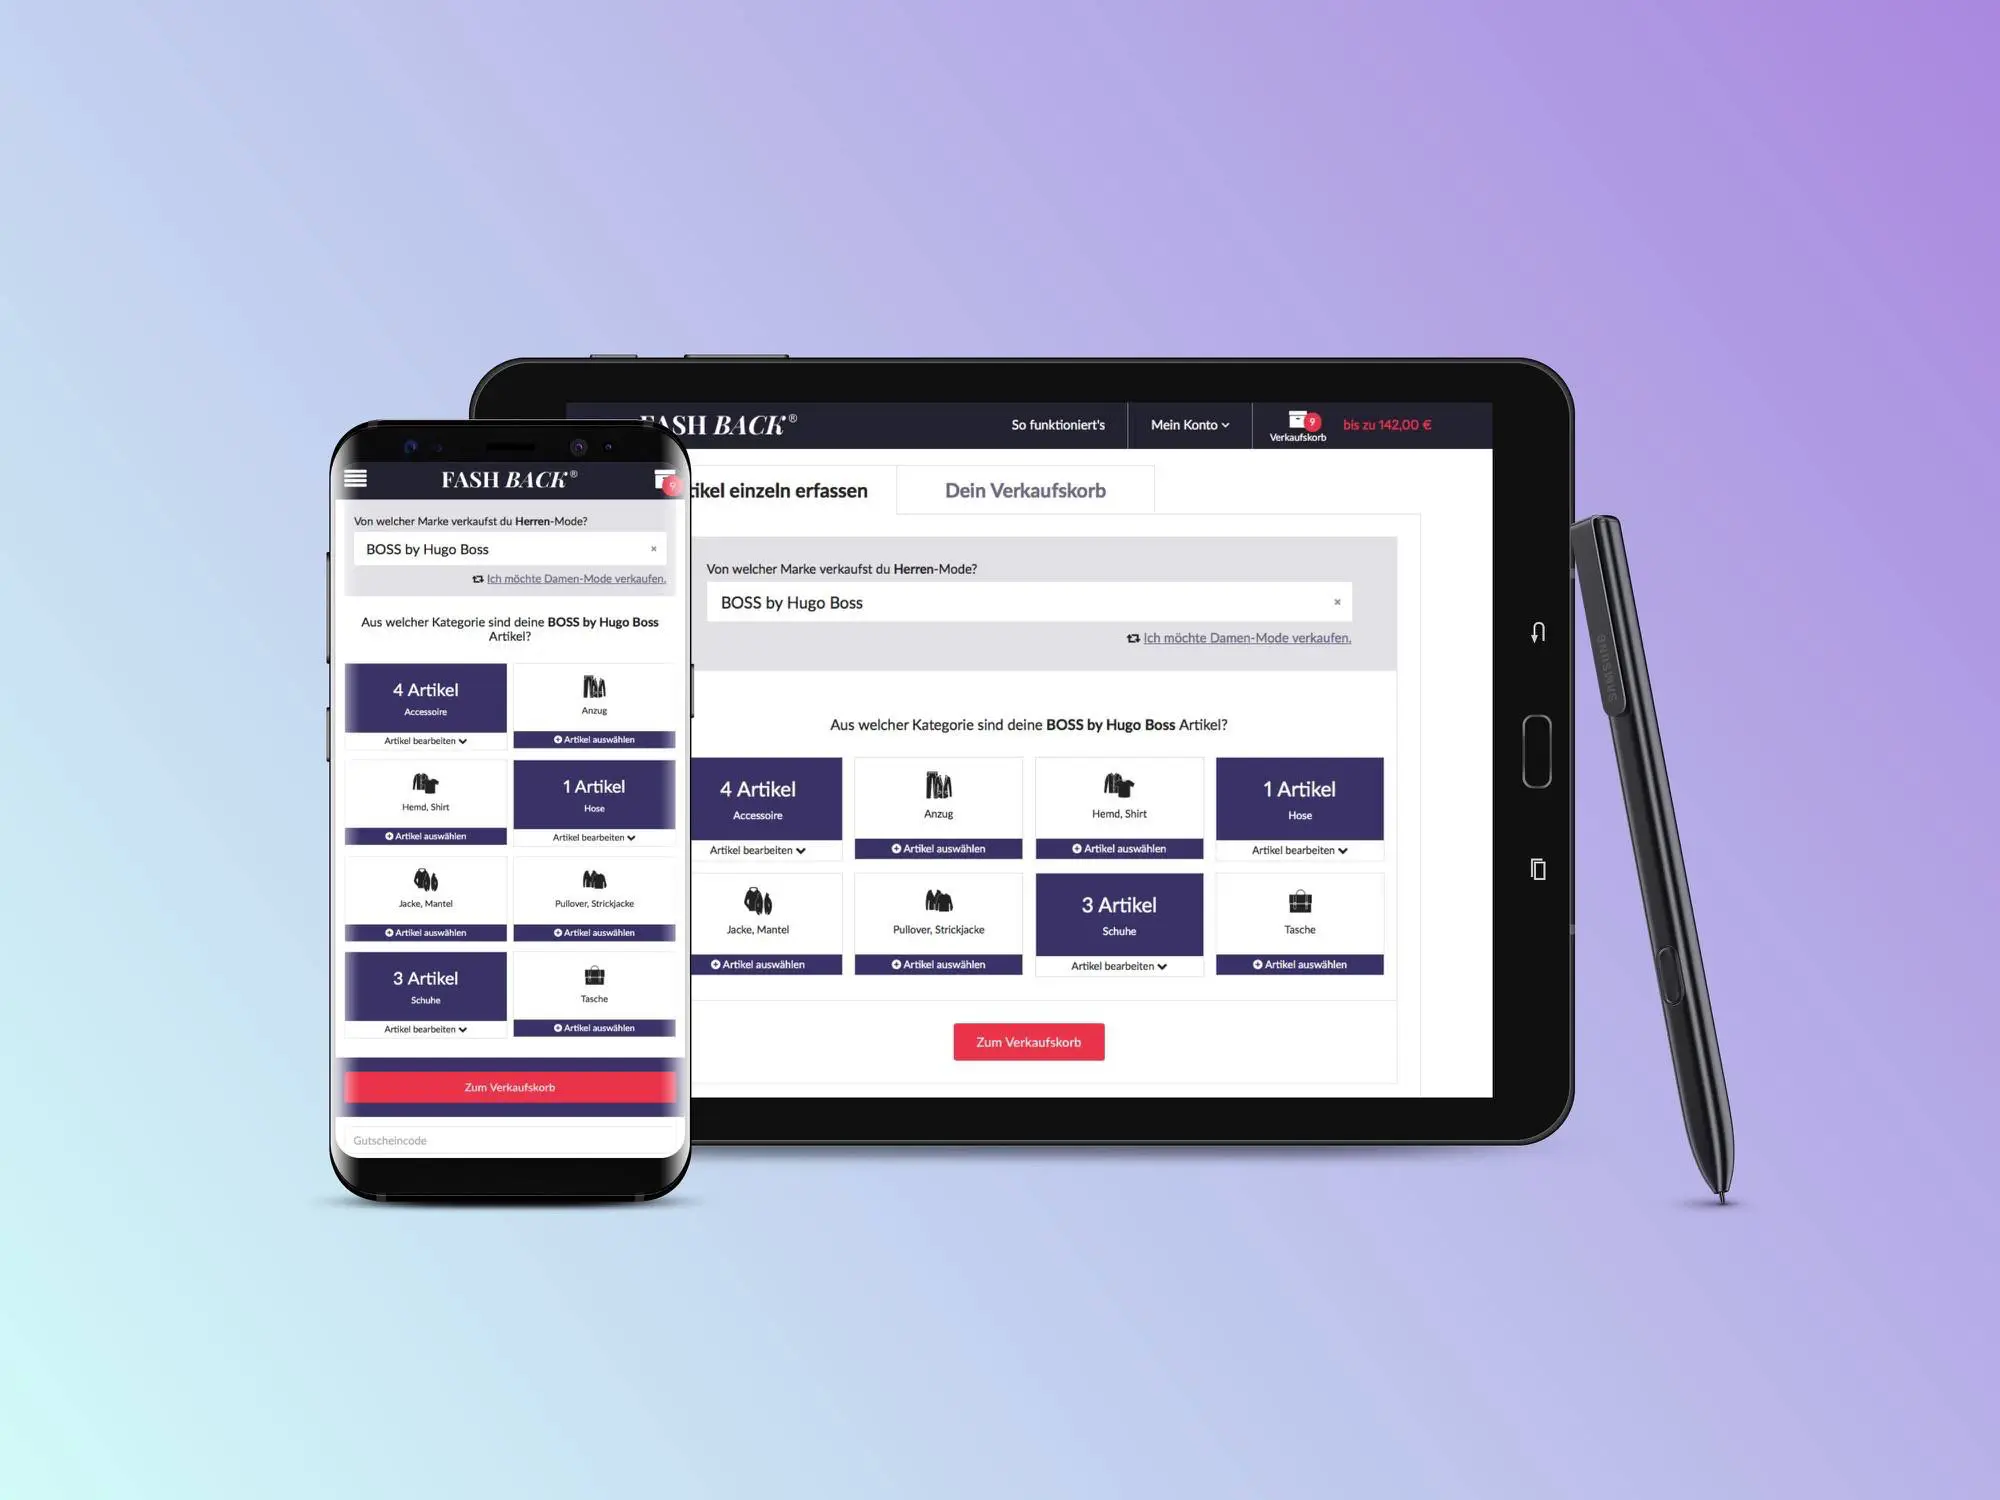 FASH BACK®
9
Von welcher Marke verkaufst du Herren-Mode?
BOSS by Hugo Boss ×
Ich möchte Damen-Mode verkaufen.
Aus welcher Kategorie sind deine BOSS by Hugo Boss
Artikel?
4 Artikel
Accessoire
Artikel bearbeiten
Anzug
Artikel auswählen
Hemd, Shirt
Artikel auswählen
1 Artikel
Hose
Artikel bearbeiten
Jacke, Mantel
Artikel auswählen
Pullover, Strickjacke
Artikel auswählen
3 Artikel
Schuhe
Artikel bearbeiten
Tasche
Artikel auswählen
Zum Verkaufskorb
Gutscheincode
FASH BACK®
So funktioniert's
Mein Konto
9
Verkaufskorb
bis zu 142,00 €
tikel einzeln erfassen
Dein Verkaufskorb
Von welcher Marke verkaufst du Herren-Mode?
BOSS by Hugo Boss ×
Ich möchte Damen-Mode verkaufen.
Aus welcher Kategorie sind deine BOSS by Hugo Boss Artikel?
4 Artikel
Accessoire
Artikel bearbeiten
Anzug
Artikel auswählen
Hemd, Shirt
Artikel auswählen
1 Artikel
Hose
Artikel bearbeiten
Jacke, Mantel
Artikel auswählen
Pullover, Strickjacke
Artikel auswählen
3 Artikel
Schuhe
Artikel bearbeiten
Tasche
Artikel auswählen
Zum Verkaufskorb
SAMSUNG